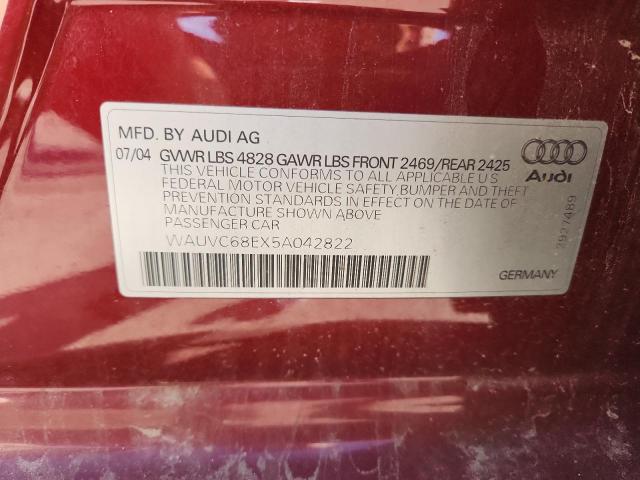 MFD. BY AUDI AG
07/04 GVWR LBS 4828 GAWR LBS FRONT 2469/REAR 2425
THIS VEHICLE CONFORMS TO ALL APPLICABLE U S
FEDERAL MOTOR VEHICLE SAFETY, BUMPER AND THEFT
PREVENTION STANDARDS IN EFFECT ON THE DATE OF
MANUFACTURE SHOWN ABOVE
PASSENGER CAR
WAUVC68EX5A042822
Audi
2927489
GERMANY